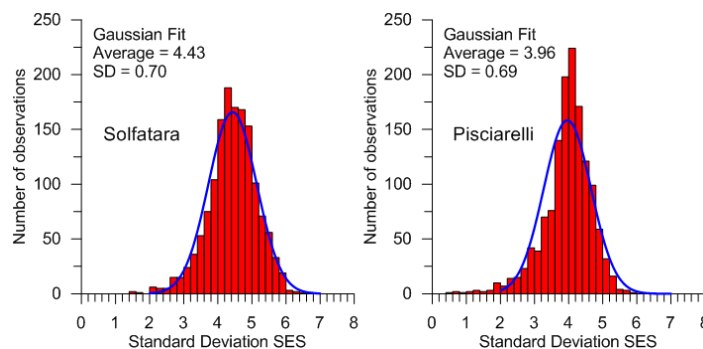 250
200
150
100
50
0
Number of observations
Gaussian Fit
Average = 4.43
SD = 0.70
Solfatara
0 1 2 3 4 5 6 7 8
Standard Deviation SES
250
200
150
100
50
0
Number of observations
Gaussian Fit
Average = 3.96
SD = 0.69
Pisciarelli
0 1 2 3 4 5 6 7 8
Standard Deviation SES